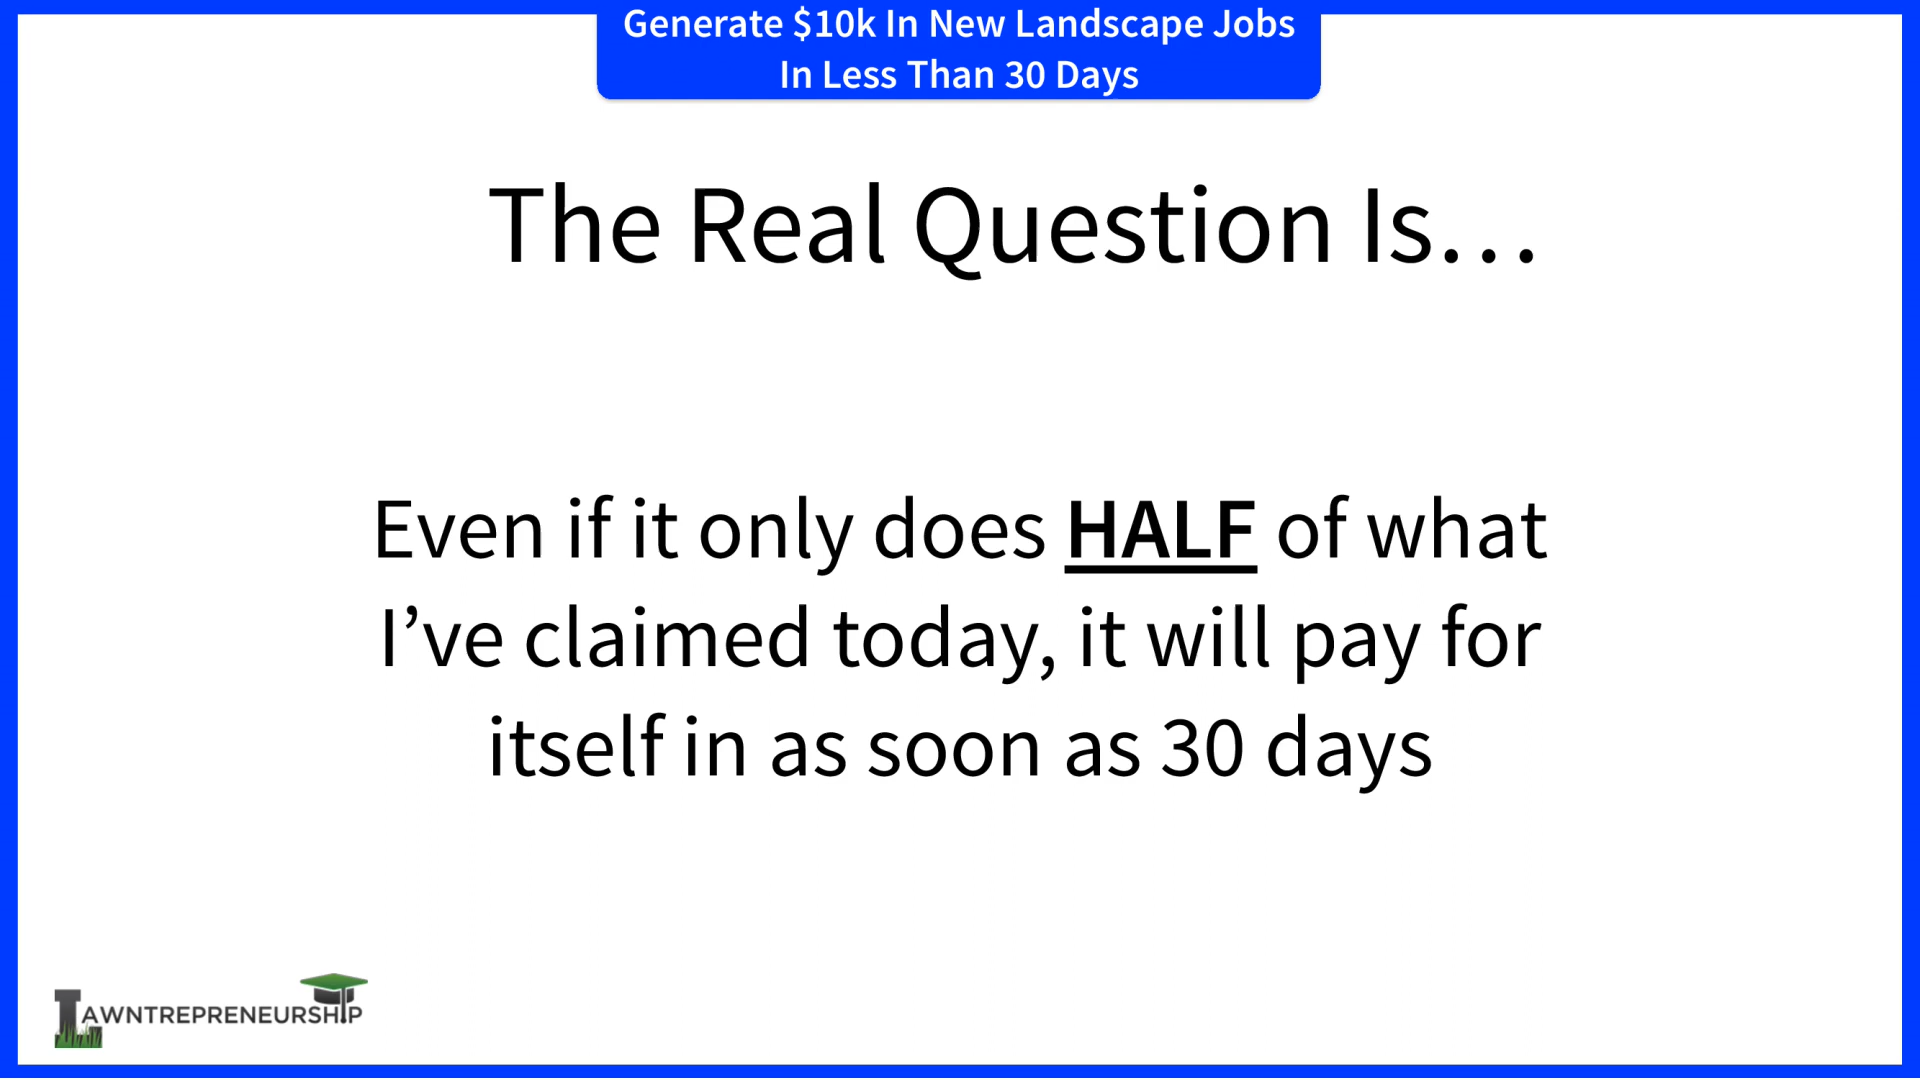 Generate $10k In New Landscape Jobs
In Less Than 30 Days
The Real Question Is…
Even if it only does HALF of what
I’ve claimed today, it will pay for
itself in as soon as 30 days
LAWNTREPRENEURSHIP